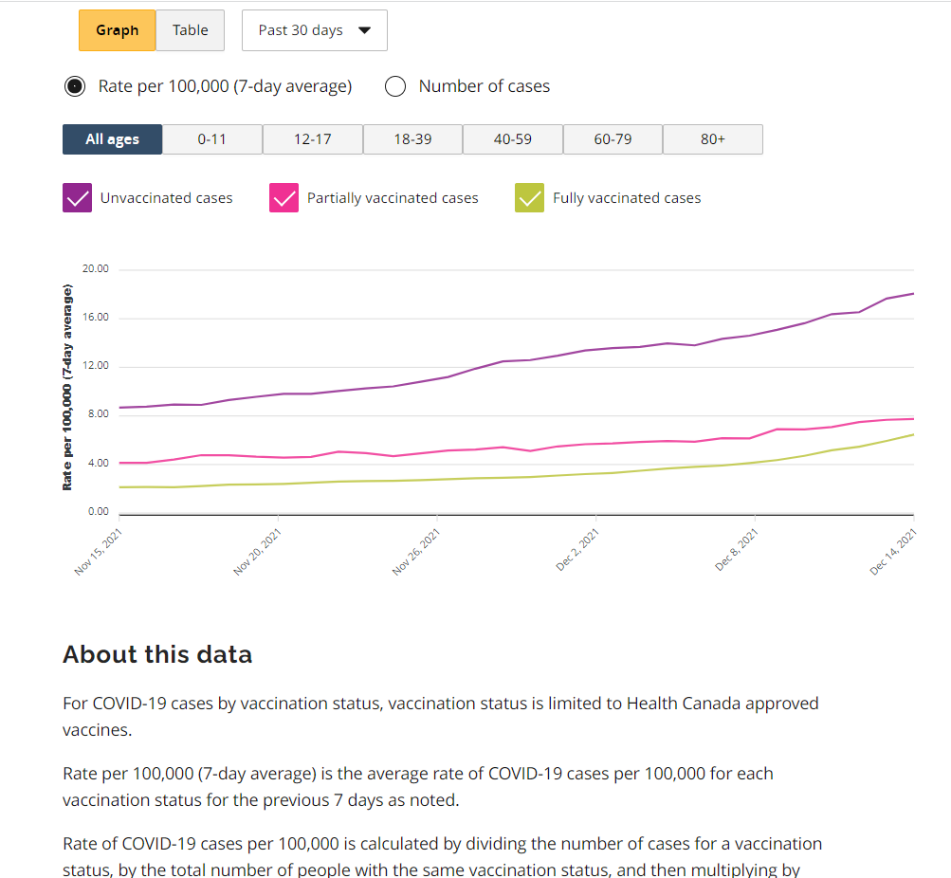 Graph Table Past 30 days
Rate per 100,000 (7-day average) Number of cases
All ages 0-11 12-17 18-39 40-59 60-79 80+
Unvaccinated cases Partially vaccinated cases Fully vaccinated cases
Rate per 100,000 (7-day average)
20.00
16.00
12.00
8.00
4.00
0.00
Nov 15, 2021 Nov 20, 2021 Nov 26, 2021 Dec 2, 2021 Dec 8, 2021 Dec 14, 2021
About this data
For COVID-19 cases by vaccination status, vaccination status is limited to Health Canada approved
vaccines.
Rate per 100,000 (7-day average) is the average rate of COVID-19 cases per 100,000 for each
vaccination status for the previous 7 days as noted.
Rate of COVID-19 cases per 100,000 is calculated by dividing the number of cases for a vaccination
status, by the total number of people with the same vaccination status, and then multiplying by